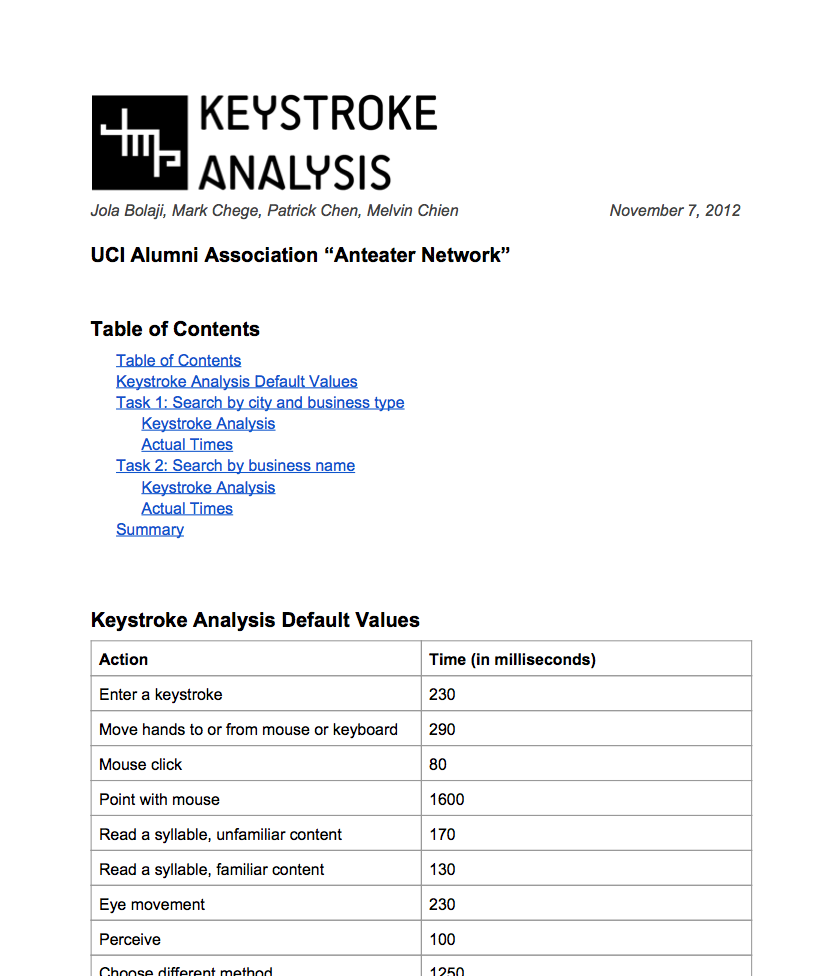 KEYSTROKE
ANALYSIS
Jola Bolaji, Mark Chege, Patrick Chen, Melvin Chien November 7, 2012
UCI Alumni Association “Anteater Network”
Table of Contents
Table of Contents
Keystroke Analysis Default Values
Task 1: Search by city and business type
Keystroke Analysis
Actual Times
Task 2: Search by business name
Keystroke Analysis
Actual Times
Summary
Keystroke Analysis Default Values
Action Time (in milliseconds)
Enter a keystroke 230
Move hands to or from mouse or keyboard 290
Mouse click 80
Point with mouse 1600
Read a syllable, unfamiliar content 170
Read a syllable, familiar content 130
Eye movement 230
Perceive 100
Choose different method 1250